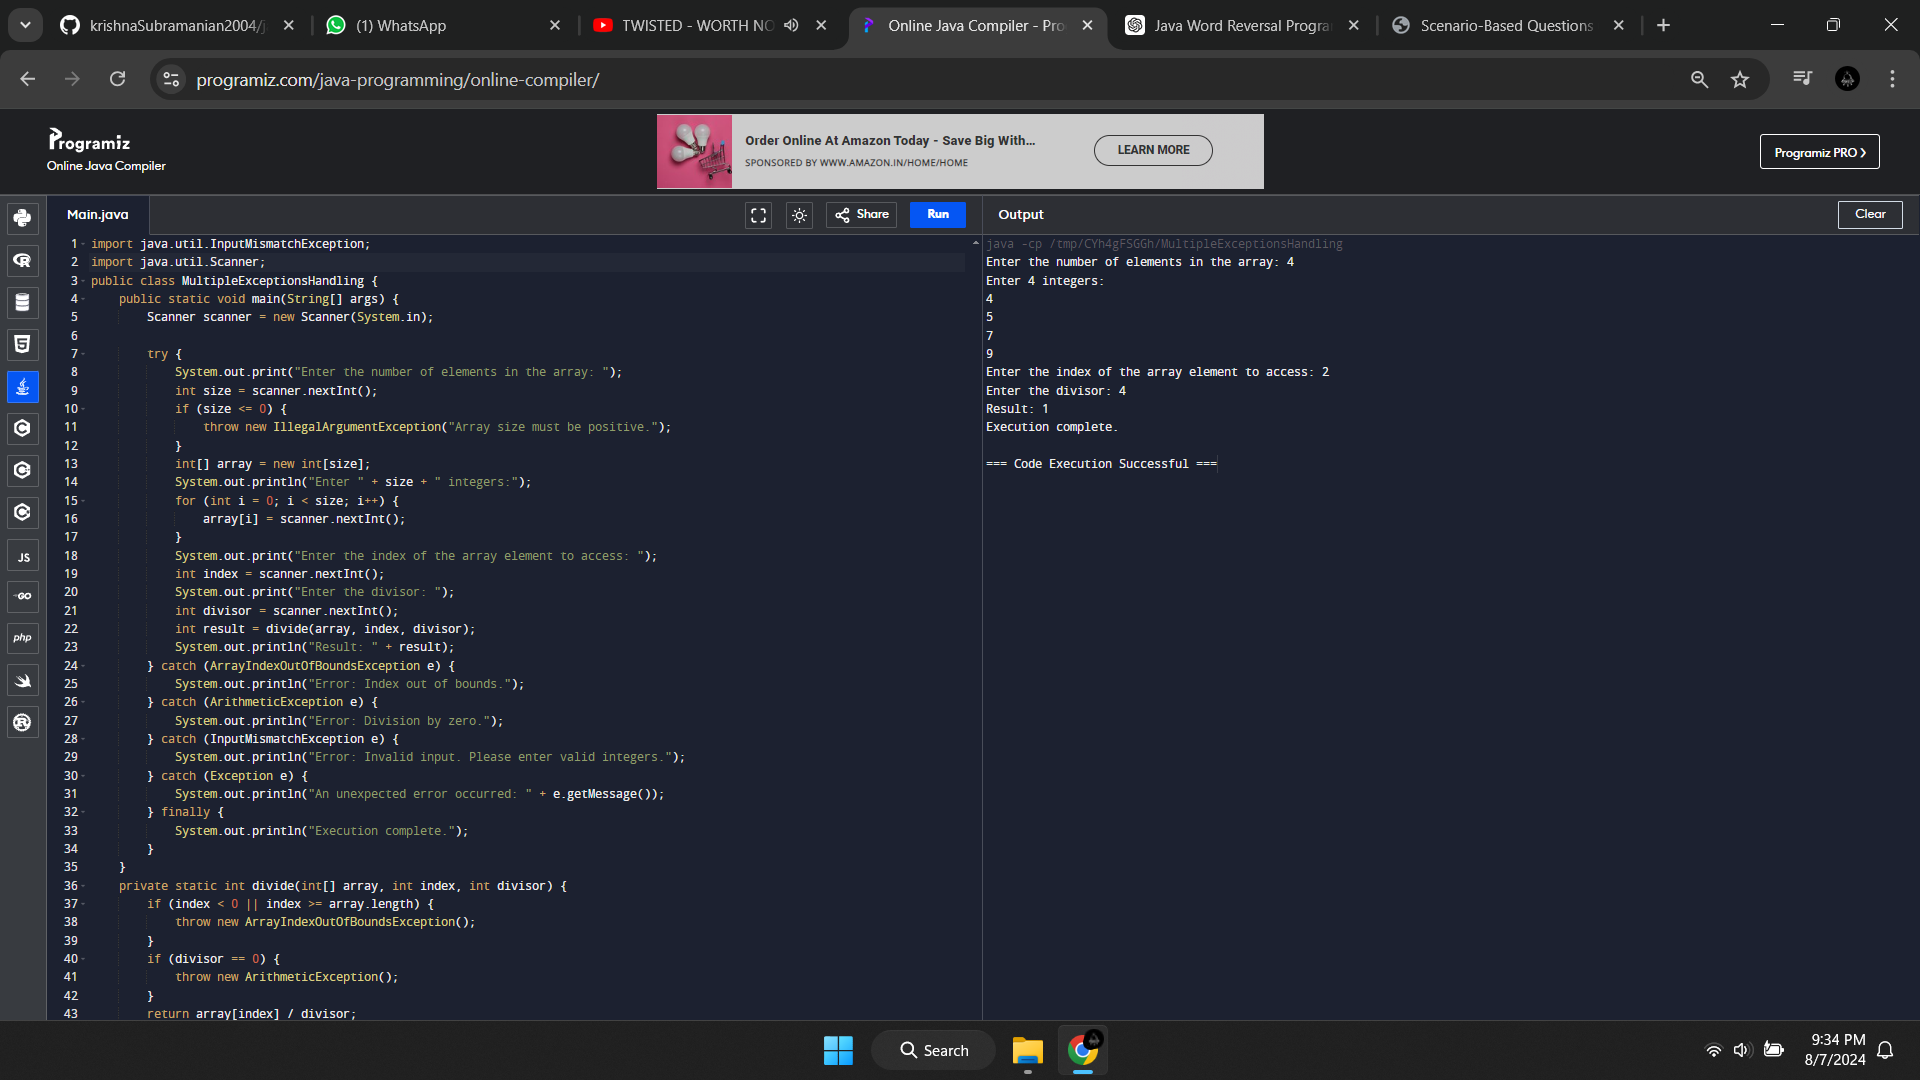 krishnaSubramanian2004/j
(1) WhatsApp
TWISTED - WORTH NO
Online Java Compiler - Pro
Java Word Reversal Progra
Scenario-Based Questions
programiz.com/java-programming/online-compiler/
Programiz
Online Java Compiler
Order Online At Amazon Today - Save Big With...
SPONSORED BY WWW.AMAZON.IN/HOME/HOME
LEARN MORE
Programiz PRO
Main.java
Share
Run
Output
Clear
1 import java.util.InputMismatchException;
2 import java.util.Scanner;
3 public class MultipleExceptionsHandling {
4 public static void main(String[] args) {
5 Scanner scanner = new Scanner(System.in);
6
7 try {
8 System.out.print("Enter the number of elements in the array: ");
9 int size = scanner.nextInt();
10 if (size <= 0) {
11 throw new IllegalArgumentException("Array size must be positive.");
12 }
13 int[] array = new int[size];
14 System.out.println("Enter " + size + " integers:");
15 for (int i = 0; i < size; i++) {
16 array[i] = scanner.nextInt();
17 }
18 System.out.print("Enter the index of the array element to access: ");
19 int index = scanner.nextInt();
20 System.out.print("Enter the divisor: ");
21 int divisor = scanner.nextInt();
22 int result = divide(array, index, divisor);
23 System.out.println("Result: " + result);
24 } catch (ArrayIndexOutOfBoundsException e) {
25 System.out.println("Error: Index out of bounds.");
26 } catch (ArithmeticException e) {
27 System.out.println("Error: Division by zero.");
28 } catch (InputMismatchException e) {
29 System.out.println("Error: Invalid input. Please enter valid integers.");
30 } catch (Exception e) {
31 System.out.println("An unexpected error occurred: " + e.getMessage());
32 } finally {
33 System.out.println("Execution complete.");
34 }
35 }
36 private static int divide(int[] array, int index, int divisor) {
37 if (index < 0 || index >= array.length) {
38 throw new ArrayIndexOutOfBoundsException();
39 }
40 if (divisor == 0) {
41 throw new ArithmeticException();
42 }
43 return array[index] / divisor;
java -cp /tmp/CYh4gFSGGh/MultipleExceptionsHandling
Enter the number of elements in the array: 4
Enter 4 integers:
4
5
7
9
Enter the index of the array element to access: 2
Enter the divisor: 4
Result: 1
Execution complete.
=== Code Execution Successful ===
JS
GO
php
Search
9:34 PM
8/7/2024